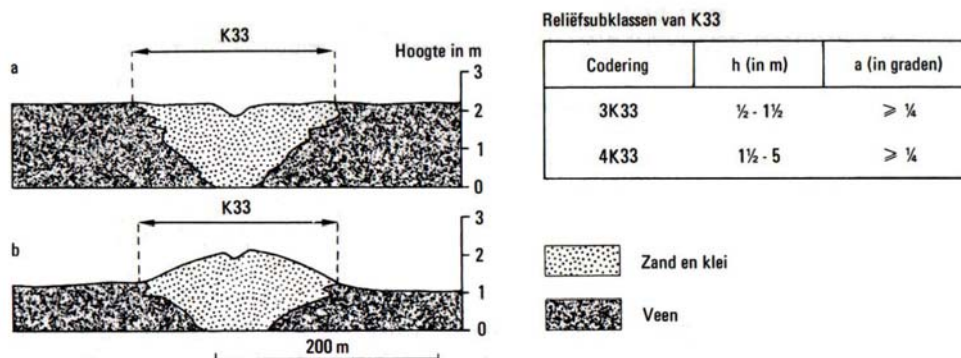 K33
Hoogte in m
a
3
2
1
0
K33
b
3
2
1
0
200 m
Reliëfsubklassen van K33
Codering h (in m) a (in graden)
3K33 ½ - 1½ ⩾ ¼
4K33 1½ - 5 ⩾ ¼
Zand en klei
Veen